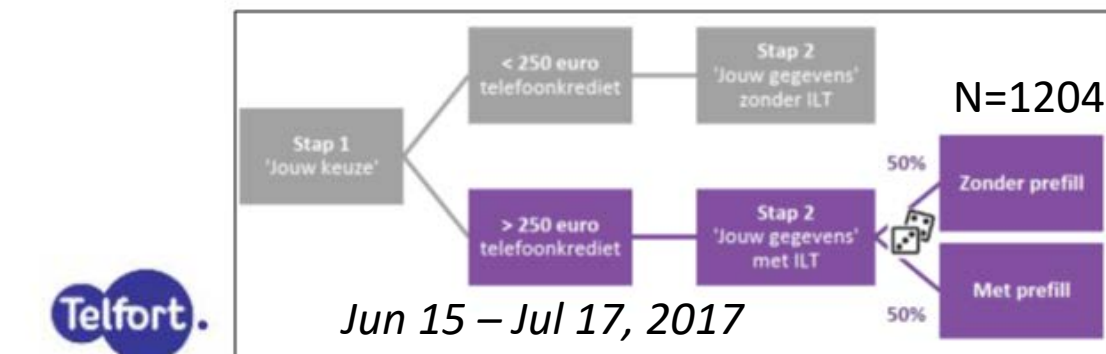 Stap 1
'Jouw keuze'
< 250 euro
telefoonkrediet
Stap 2
'Jouw gegevens'
zonder ILT
> 250 euro
telefoonkrediet
Stap 2
'Jouw gegevens'
met ILT
N=1204
50%
Zonder prefill
50%
Met prefill
Telfort.
Jun 15 – Jul 17, 2017